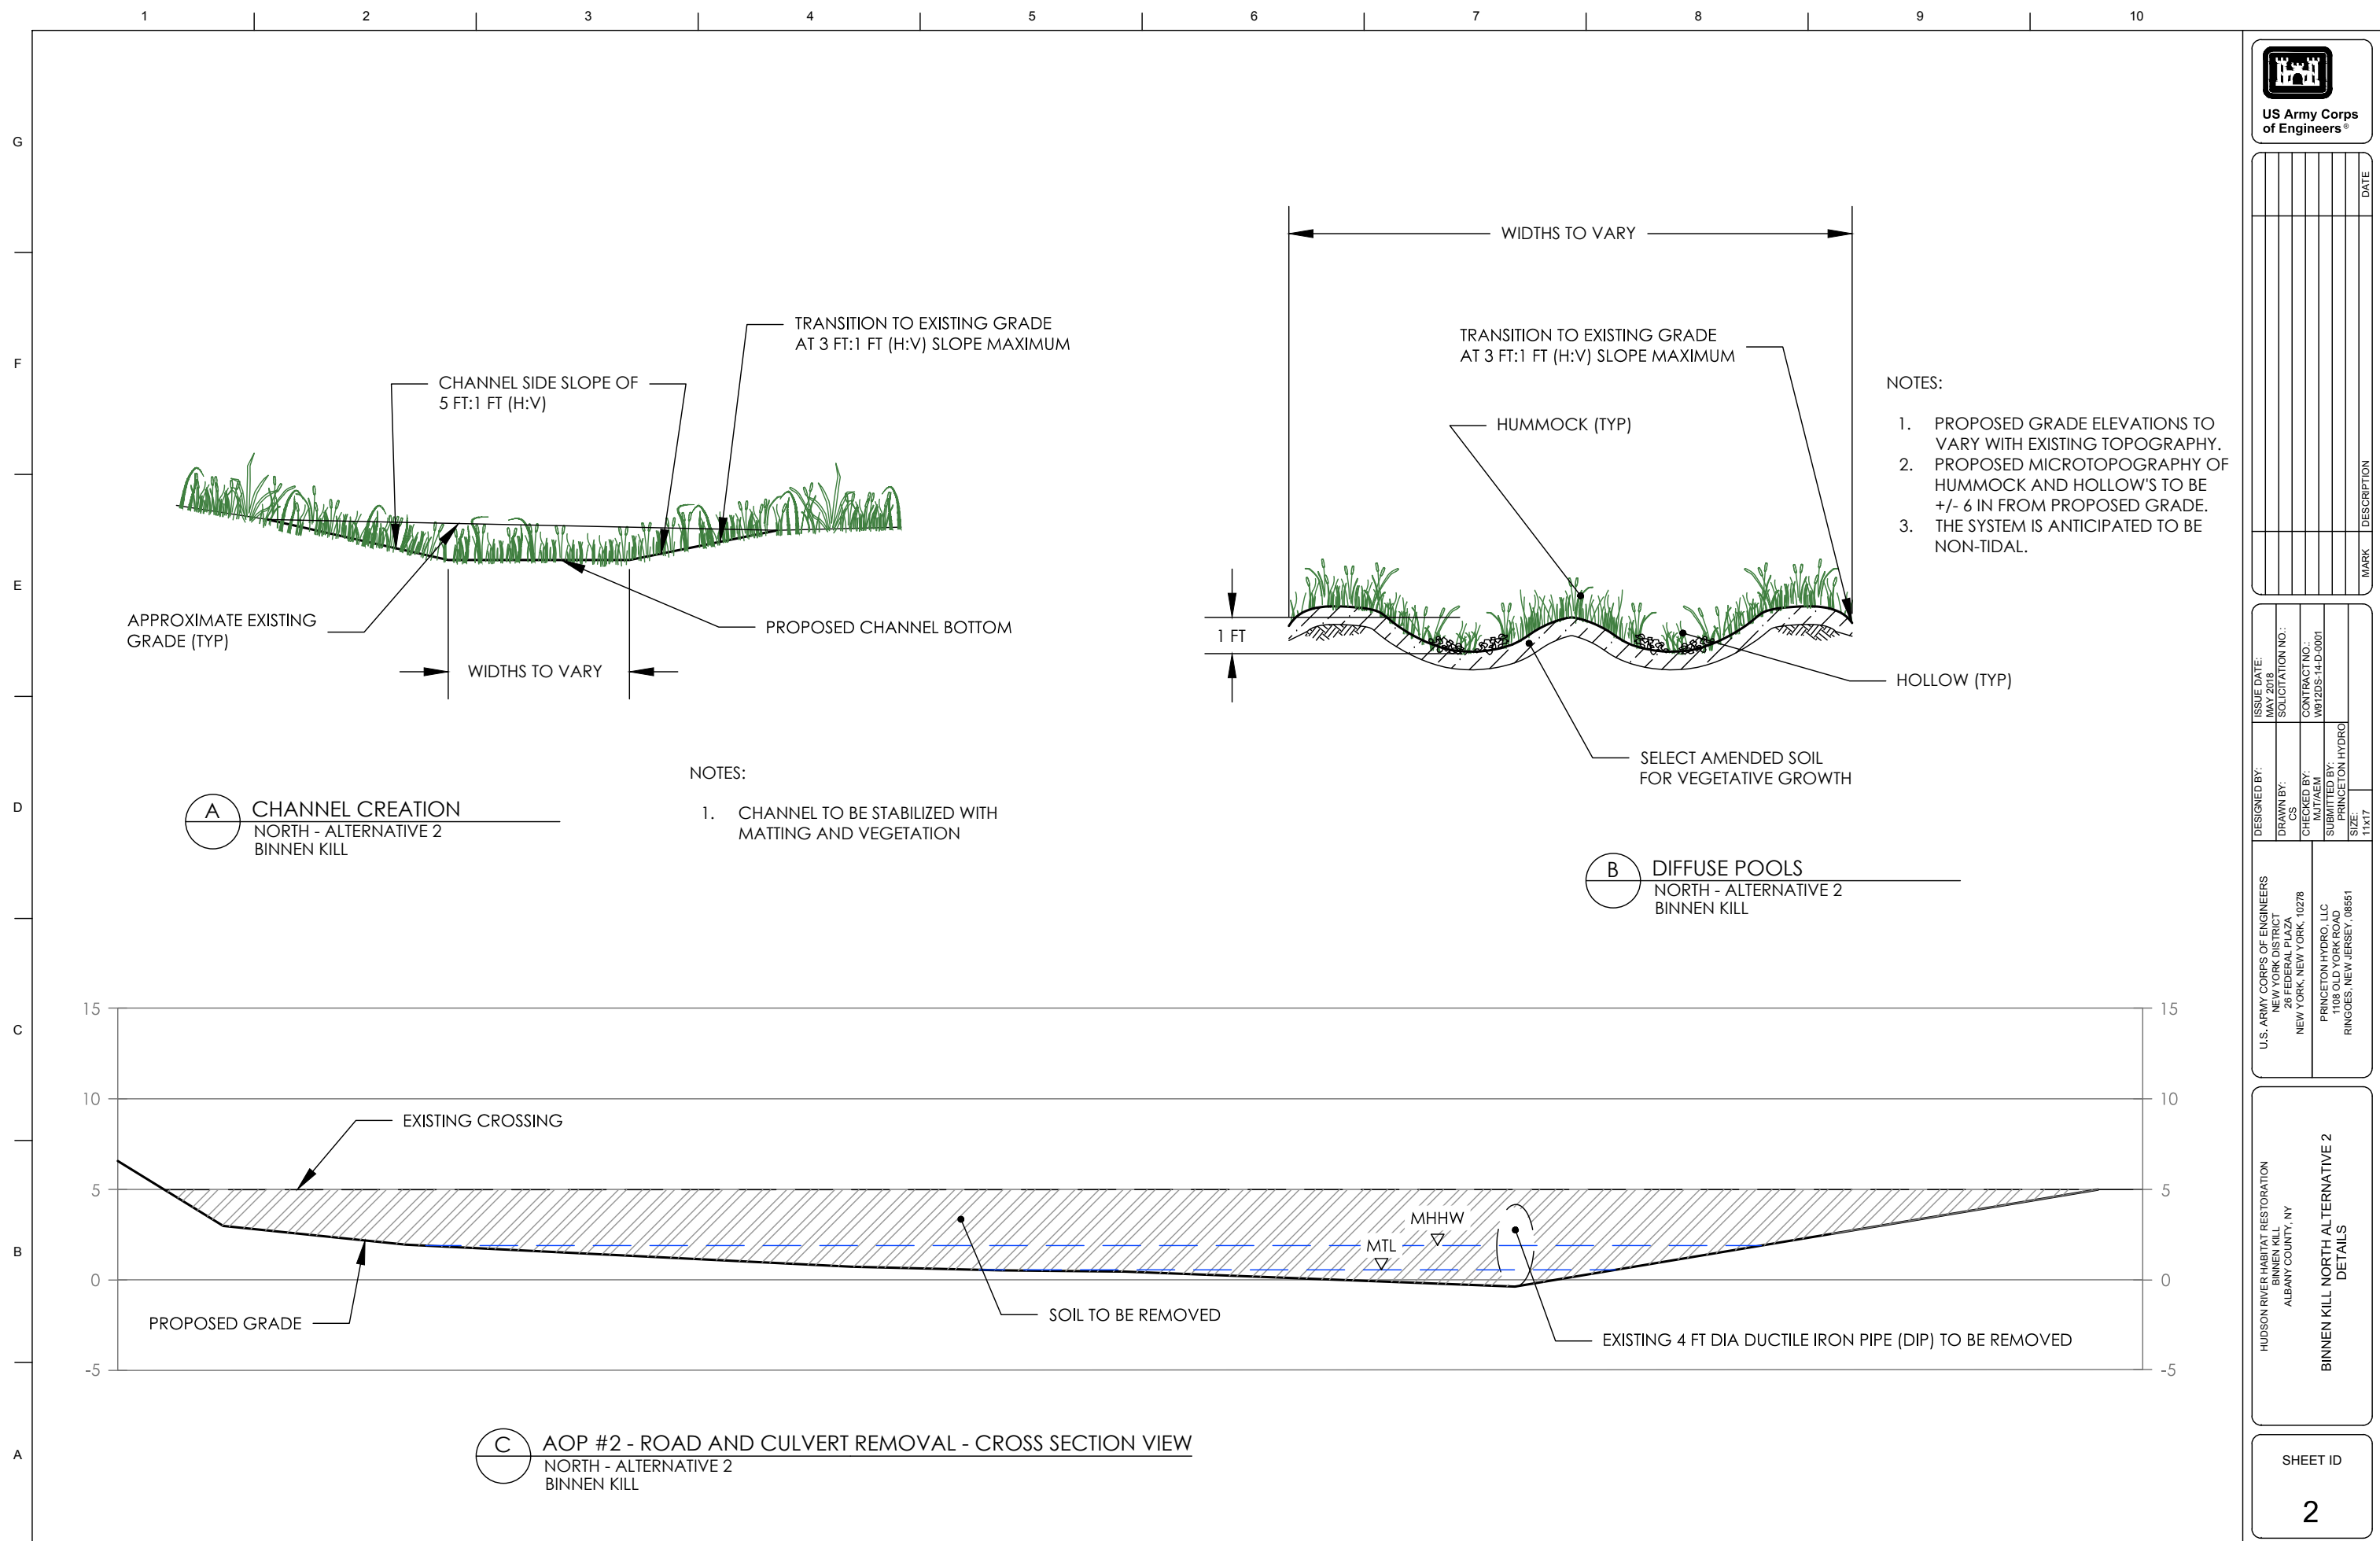 1 2 3 4 5 6 7 8 9 10
G
F
E
D
C
B
A
CHANNEL SIDE SLOPE OF
5 FT:1 FT (H:V)
TRANSITION TO EXISTING GRADE
AT 3 FT:1 FT (H:V) SLOPE MAXIMUM
APPROXIMATE EXISTING
GRADE (TYP)
PROPOSED CHANNEL BOTTOM
WIDTHS TO VARY
A
CHANNEL CREATION
NORTH - ALTERNATIVE 2
BINNEN KILL
NOTES:
1. CHANNEL TO BE STABILIZED WITH
MATTING AND VEGETATION
WIDTHS TO VARY
TRANSITION TO EXISTING GRADE
AT 3 FT:1 FT (H:V) SLOPE MAXIMUM
HUMMOCK (TYP)
1 FT
HOLLOW (TYP)
SELECT AMENDED SOIL
FOR VEGETATIVE GROWTH
NOTES:
1. PROPOSED GRADE ELEVATIONS TO
VARY WITH EXISTING TOPOGRAPHY.
2. PROPOSED MICROTOPOGRAPHY OF
HUMMOCK AND HOLLOW'S TO BE
+/- 6 IN FROM PROPOSED GRADE.
3. THE SYSTEM IS ANTICIPATED TO BE
NON-TIDAL.
B
DIFFUSE POOLS
NORTH - ALTERNATIVE 2
BINNEN KILL
15 15
10 10
5 5
0 0
-5 -5
EXISTING CROSSING
MHHW
MTL
PROPOSED GRADE
SOIL TO BE REMOVED
EXISTING 4 FT DIA DUCTILE IRON PIPE (DIP) TO BE REMOVED
C
AOP #2 - ROAD AND CULVERT REMOVAL - CROSS SECTION VIEW
NORTH - ALTERNATIVE 2
BINNEN KILL
US Army Corps
of Engineers®
MARK DESCRIPTION DATE
DESIGNED BY:
ISSUE DATE:
MAY 2018
DRAWN BY:
CS
SOLICITATION NO.:
CHECKED BY:
MJT/AEM
CONTRACT NO.:
W912DS-14-D-0001
SUBMITTED BY:
PRINCETON HYDRO
SIZE:
11x17
U.S. ARMY CORPS OF ENGINEERS
NEW YORK DISTRICT
26 FEDERAL PLAZA
NEW YORK, NEW YORK, 10278
PRINCETON HYDRO, LLC
1108 OLD YORK ROAD
RINGOES, NEW JERSEY, 08551
HUDSON RIVER HABITAT RESTORATION
BINNEN KILL
ALBANY COUNTY, NY
BINNEN KILL NORTH ALTERNATIVE 2
DETAILS
SHEET ID
2